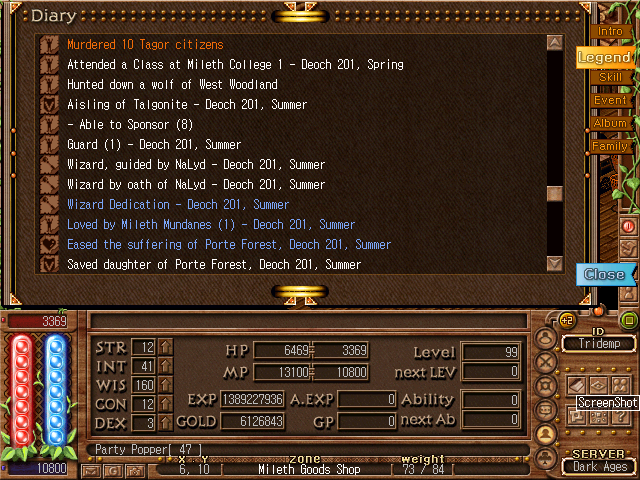 Diary
Murdered 10 Tagor citizens
Attended a Class at Mileth College 1 - Deoch 201, Spring
Hunted down a wolf of West Woodland
Aisling of Talgonite - Deoch 201, Summer
- Able to Sponsor (8)
Guard (1) - Deoch 201, Summer
Wizard, guided by NaLyd - Deoch 201, Summer
Wizard by oath of NaLyd - Deoch 201, Summer
Wizard Dedication - Deoch 201, Summer
Loved by Mileth Mundanes (1) - Deoch 201, Summer
Eased the suffering of Porte Forest, Deoch 201, Summer
Saved daughter of Porte Forest, Deoch 201, Summer
Intro
Legend
Skill
Event
Album
Family
Close
3369
+2
ID
Tridemp
STR 12
INT 41
WIS 160
CON 12
DEX 3
HP 6469 3369
MP 13100 10800
EXP 1389227936 A.EXP 0
GOLD 6126843 GP 0
Level 99
next LEV 0
Ability 0
next Ab 0
ScreenShot
Party Popper[ 47 ]
X Y zone weight
10800
6, 10 [ Mileth Goods Shop ] 73 / 84 [
SERVER
Dark Ages